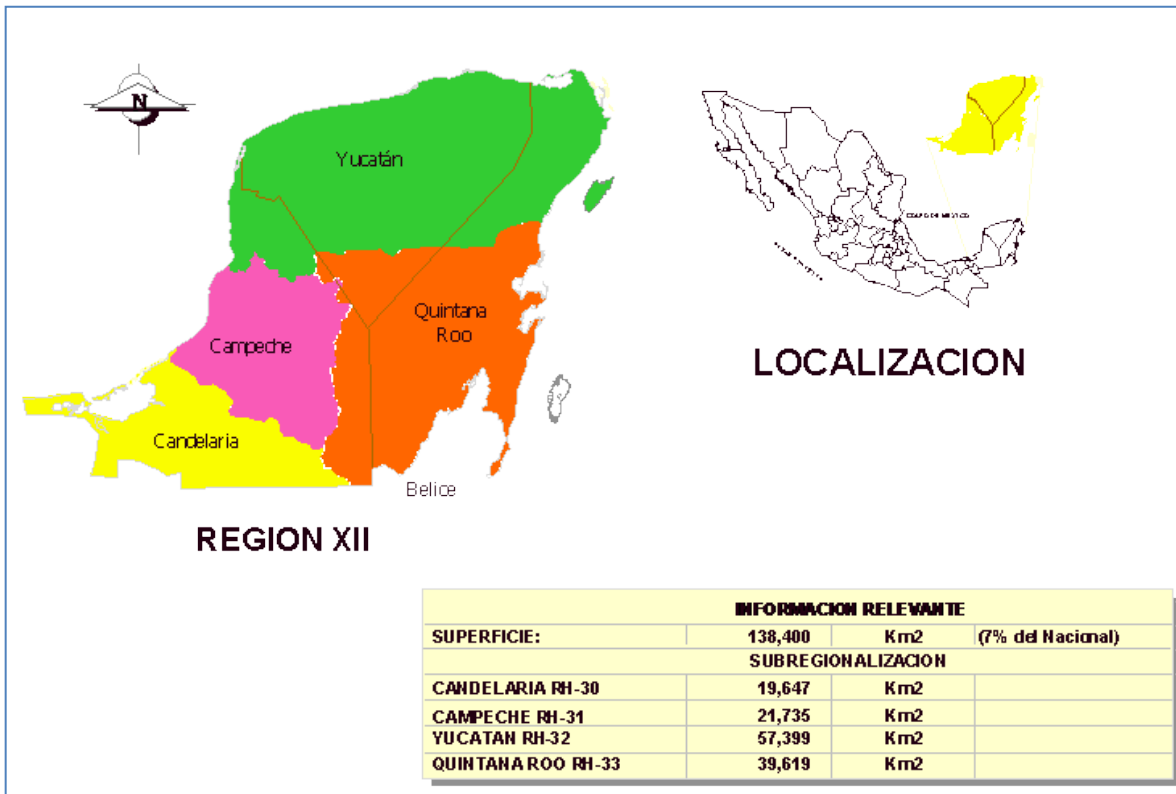 N
Yucatán
Quintana
Roo
Campeche
Candelaria
Belice
REGION XII
LOCALIZACION
INFORMACION RELEVANTE
SUPERFICIE: 138,400 Km2 (7% del Nacional)
SUBREGIONALIZACION
CANDELARIA RH-30 19,647 Km2
CAMPECHE RH-31 21,735 Km2
YUCATAN RH-32 57,399 Km2
QUINTANA ROO RH-33 39,619 Km2